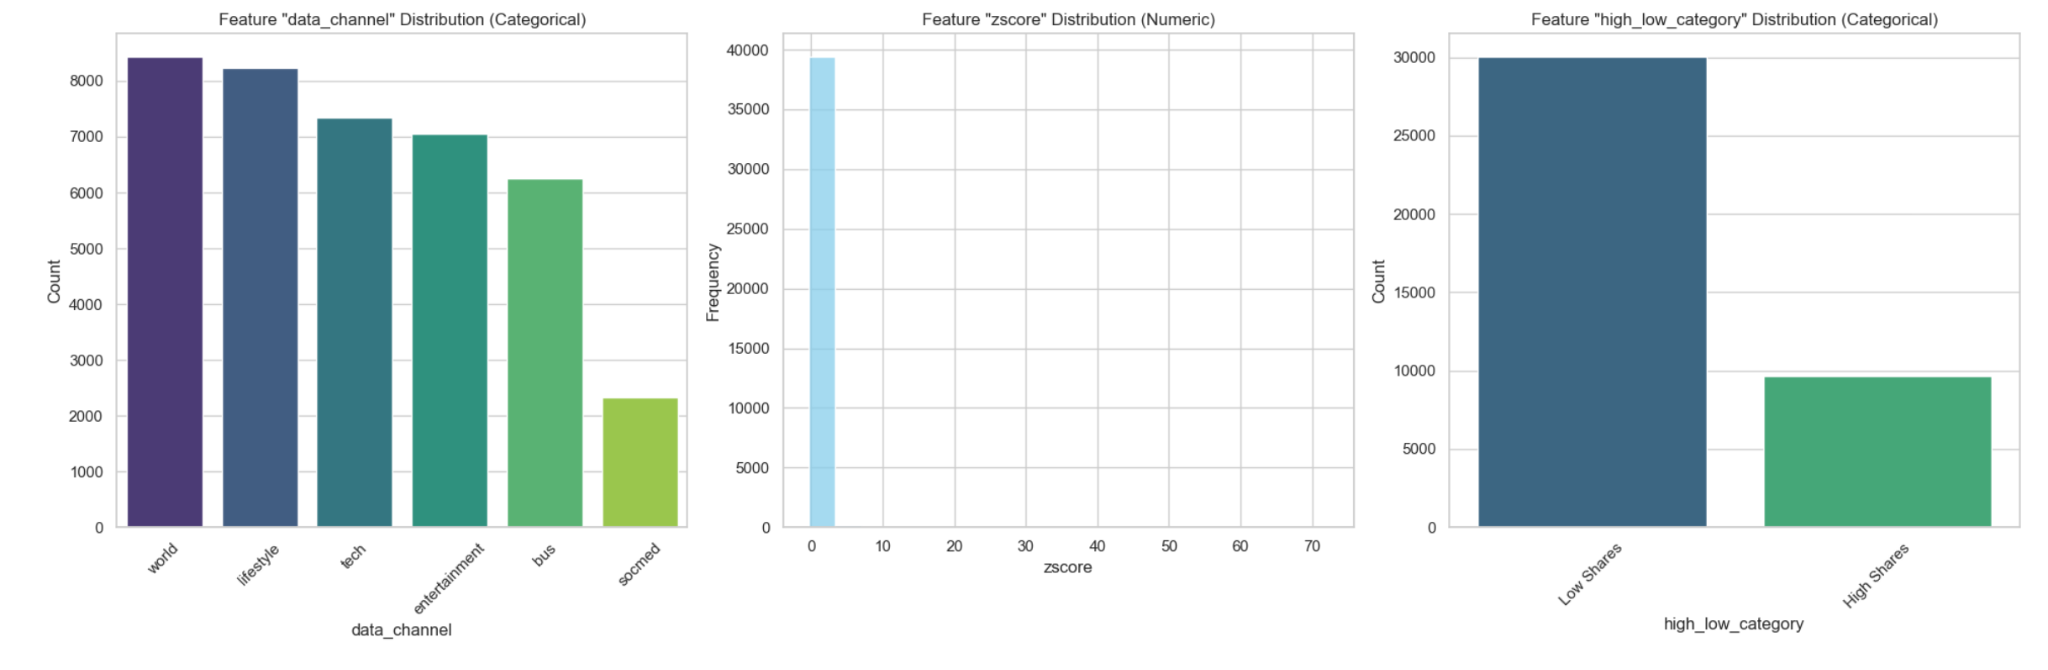 Feature "data_channel" Distribution (Categorical)
8000
7000
6000
5000
4000
3000
2000
1000
0
Count
world
lifestyle
tech
entertainment
bus
socmed
data_channel
Feature "zscore" Distribution (Numeric)
40000
35000
30000
25000
20000
15000
10000
5000
0
Frequency
0 10 20 30 40 50 60 70
zscore
Feature "high_low_category" Distribution (Categorical)
30000
25000
20000
15000
10000
5000
0
Count
Low Shares
High Shares
high_low_category